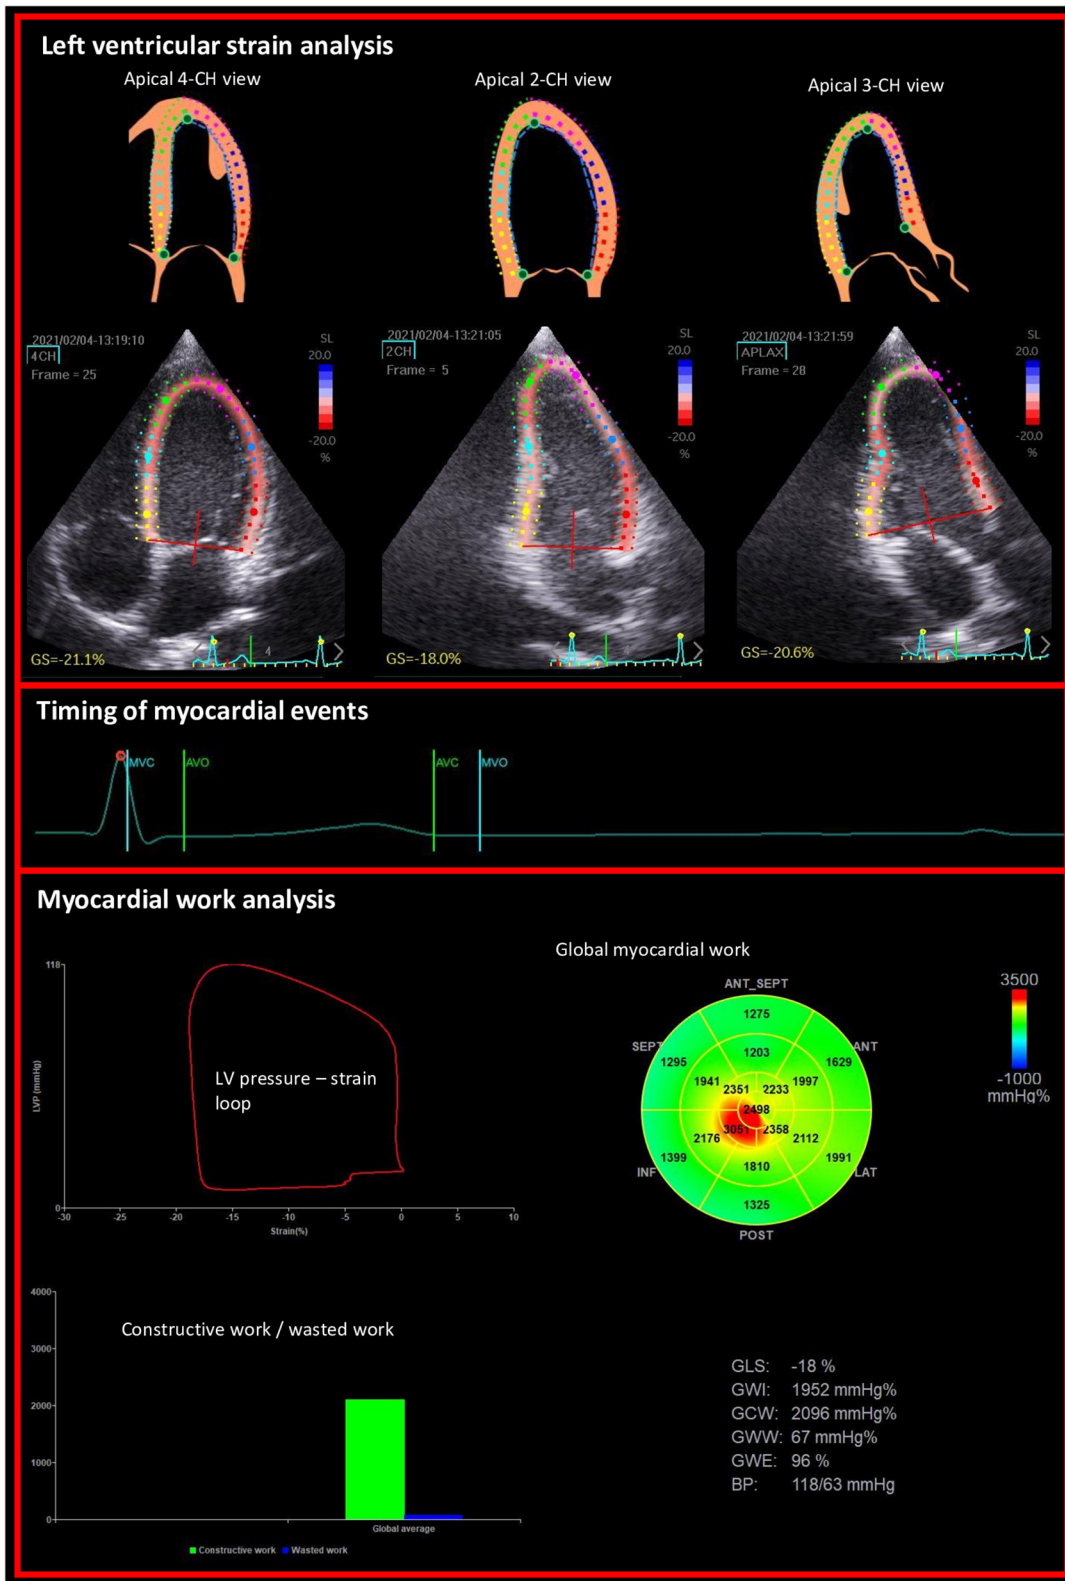 Left ventricular strain analysis
Apical 4-CH view
Apical 2-CH view
Apical 3-CH view
2021/02/04-13:19:10
4CH
Frame = 25
SL
20.0
-20.0
%
GS=-21.1%
4
2021/02/04-13:21:05
2CH
Frame = 5
SL
20.0
-20.0
%
GS=-18.0%
2021/02/04-13:21:59
APLAX
Frame = 28
SL
20.0
-20.0
%
GS=-20.6%
Timing of myocardial events
MVC
AVO
AVC
MVO
Myocardial work analysis
118
LVP (mmHg)
LV pressure – strain
loop
0
-30
-25
-20
-15
-10
-5
0
5
10
Strain(%)
Global myocardial work
ANT_SEPT
SEPT
ANT
INF
LAT
POST
1275
1203
1295
1629
1941
2351
2233
1997
2498
2176
3051
2358
2112
1399
1810
1991
1325
3500
-1000
mmHg%
Constructive work / wasted work
4000
3000
2000
1000
0
Global average
Constructive work
Wasted work
GLS: -18 %
GWI: 1952 mmHg%
GCW: 2096 mmHg%
GWW: 67 mmHg%
GWE: 96 %
BP: 118/63 mmHg